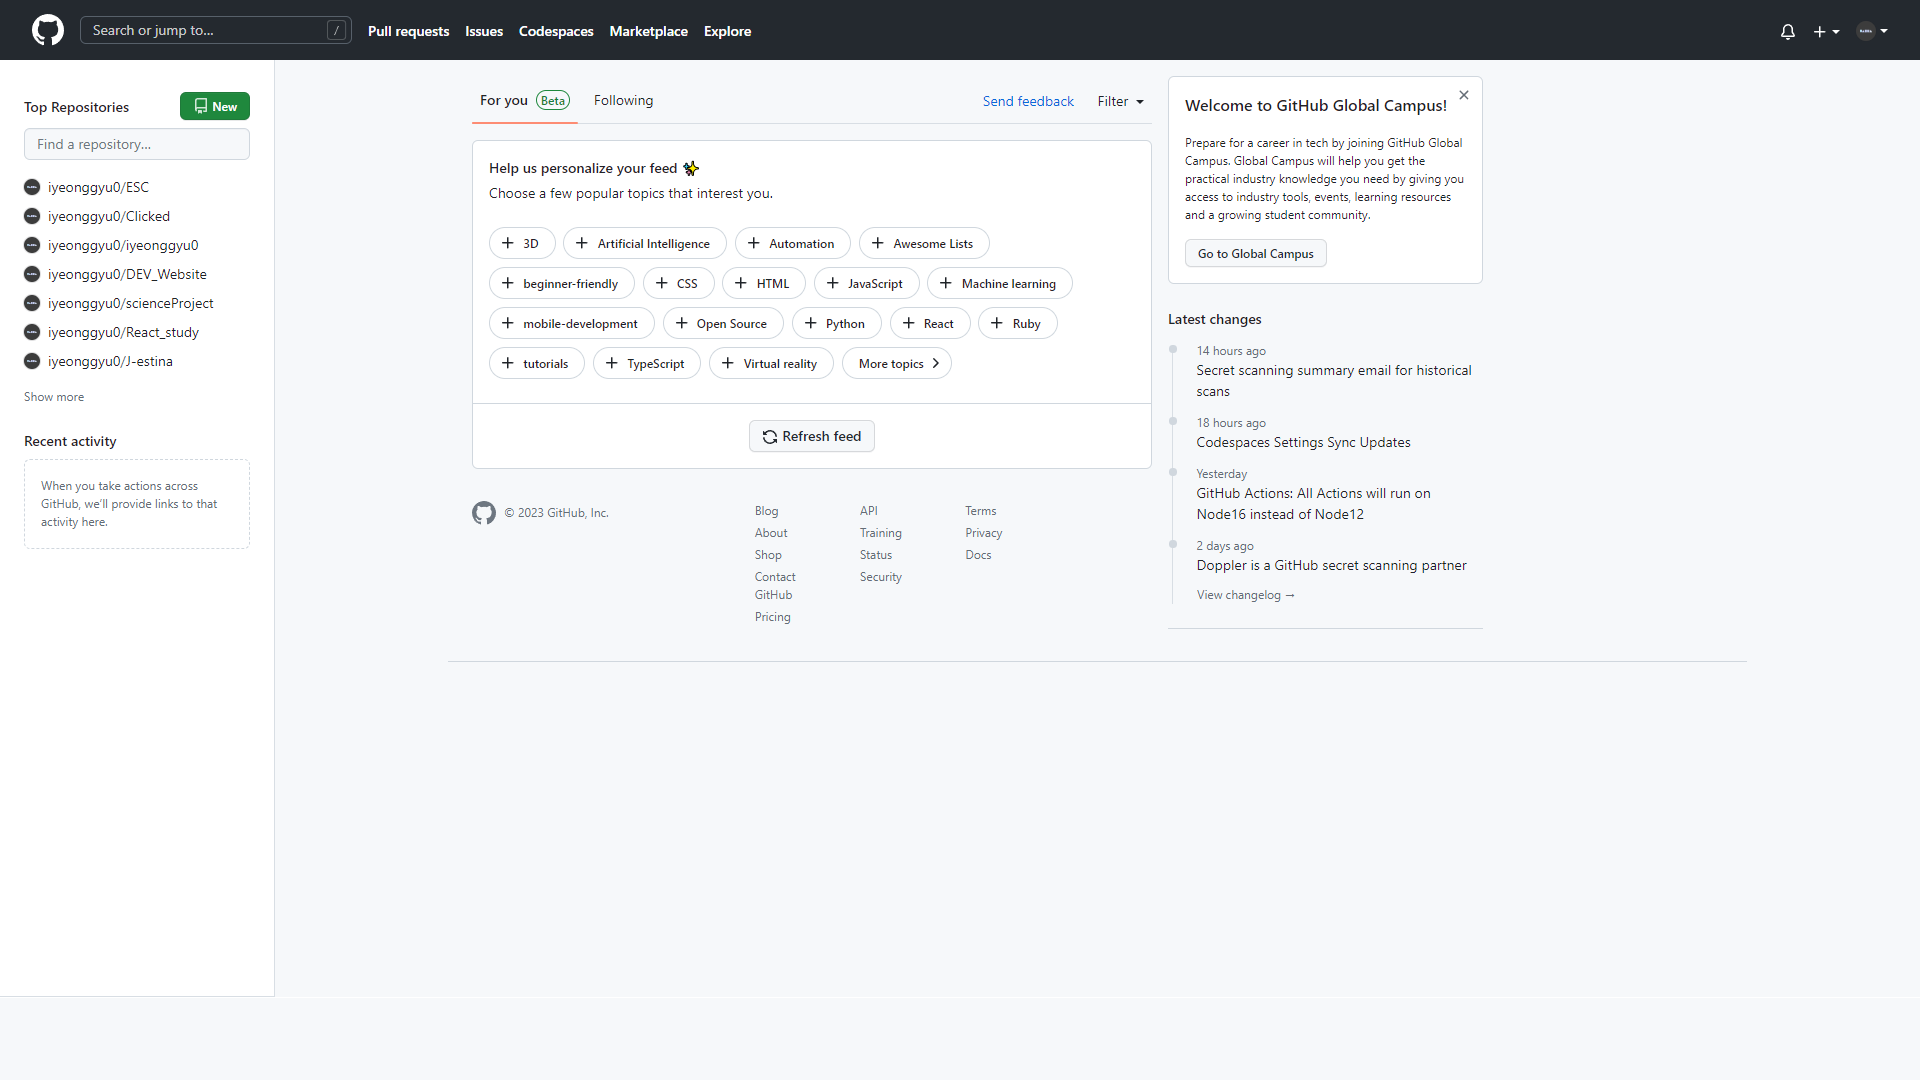 Search or jump to... /
Pull requests Issues Codespaces Marketplace Explore
Top Repositories New
Find a repository...
iyeonggyu0/ESC
iyeonggyu0/Clicked
iyeonggyu0/iyeonggyu0
iyeonggyu0/DEV_Website
iyeonggyu0/scienceProject
iyeonggyu0/React_study
iyeonggyu0/J-estina
Show more
Recent activity
When you take actions across
GitHub, we'll provide links to that
activity here.
For you Beta Following Send feedback Filter
Help us personalize your feed
Choose a few popular topics that interest you.
3D Artificial Intelligence Automation Awesome Lists
beginner-friendly CSS HTML JavaScript Machine learning
mobile-development Open Source Python React Ruby
tutorials TypeScript Virtual reality More topics
Refresh feed
© 2023 GitHub, Inc.
Blog
About
Shop
Contact
GitHub
Pricing
API
Training
Status
Security
Terms
Privacy
Docs
Welcome to GitHub Global Campus!
Prepare for a career in tech by joining GitHub Global
Campus. Global Campus will help you get the
practical industry knowledge you need by giving you
access to industry tools, events, learning resources
and a growing student community.
Go to Global Campus
Latest changes
14 hours ago
Secret scanning summary email for historical
scans
18 hours ago
Codespaces Settings Sync Updates
Yesterday
GitHub Actions: All Actions will run on
Node16 instead of Node12
2 days ago
Doppler is a GitHub secret scanning partner
View changelog →